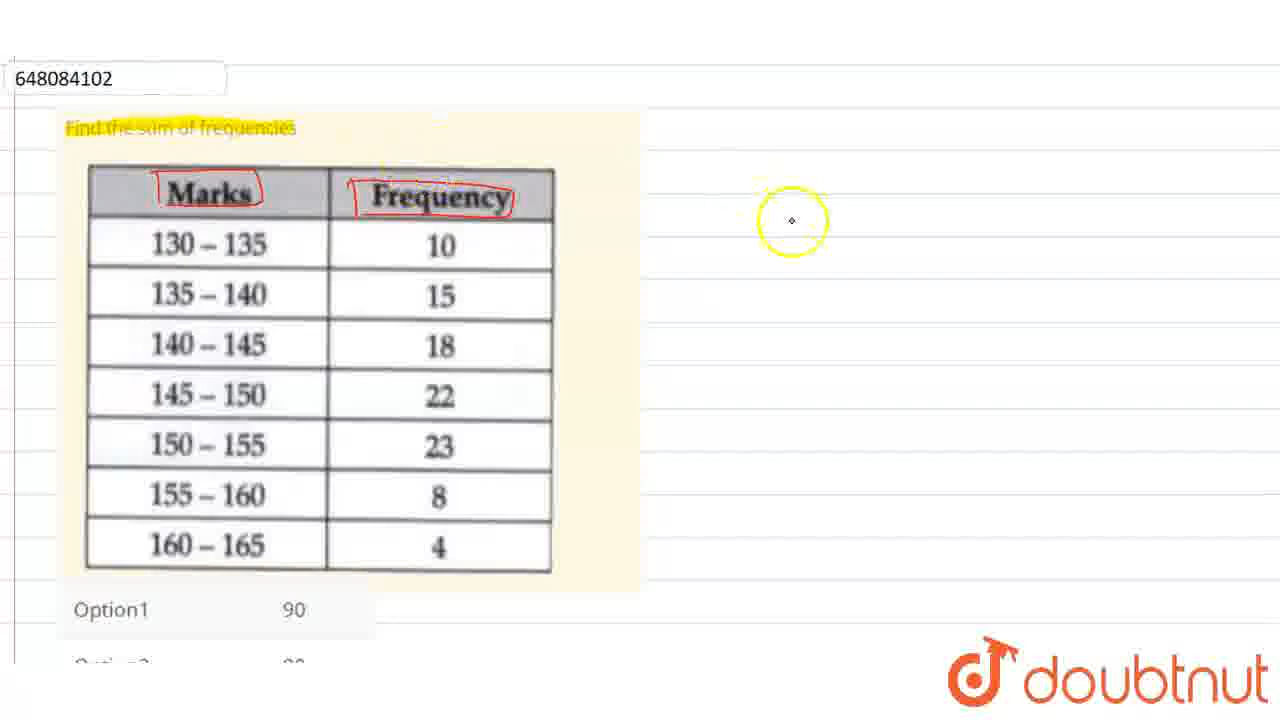 648084102
Find the sum of frequencies
Marks Frequency
130 – 135 10
135 – 140 15
140 – 145 18
145 – 150 22
150 – 155 23
155 – 160 8
160 – 165 4
Option1 90
doubtnut